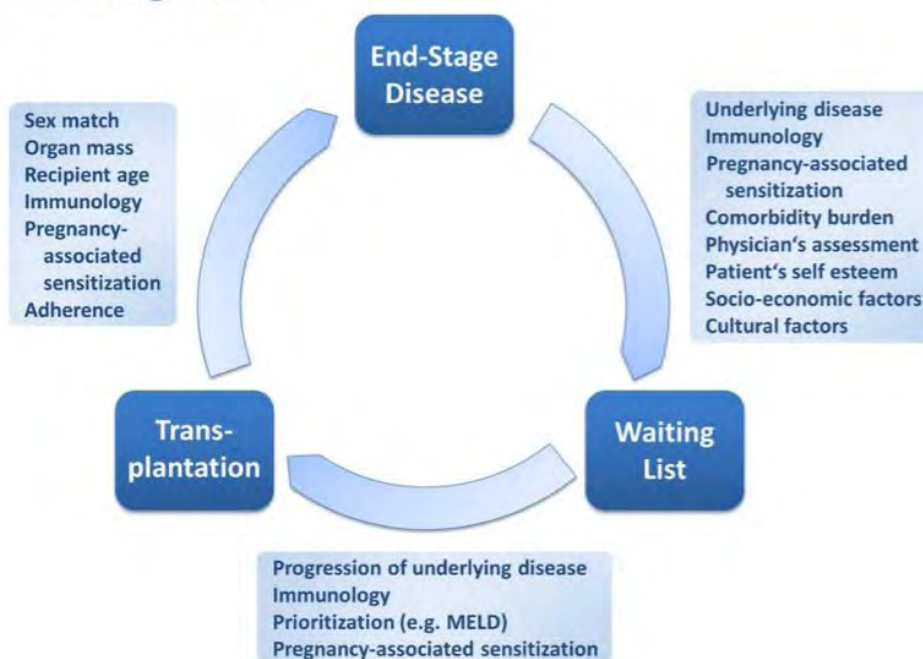 End-Stage
Disease
Sex match
Organ mass
Recipient age
Immunology
Pregnancy-
associated
sensitization
Adherence
Underlying disease
Immunology
Pregnancy-associated
sensitization
Comorbidity burden
Physician‘s assessment
Patient‘s self esteem
Socio-economic factors
Cultural factors
Trans-
plantation
Waiting
List
Progression of underlying disease
Immunology
Prioritization (e.g. MELD)
Pregnancy-associated sensitization